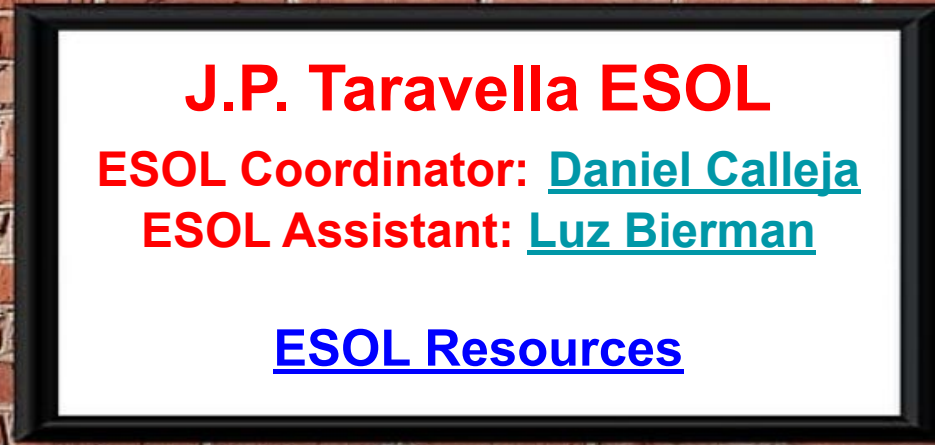 J.P. Taravella ESOL
ESOL Coordinator: Daniel Calleja
ESOL Assistant: Luz Bierman
ESOL Resources